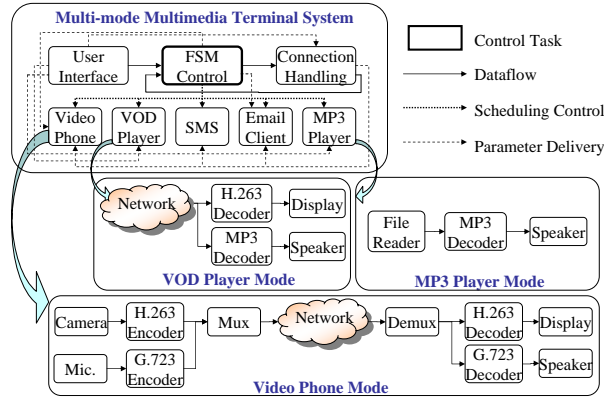 Multi-mode Multimedia Terminal System
User
Interface
FSM
Control
Connection
Handling
Video
Phone
VOD
Player
SMS
Email
Client
MP3
Player
Control Task
Dataflow
Scheduling Control
Parameter Delivery
Network
H.263
Decoder
Display
MP3
Decoder
Speaker
VOD Player Mode
File
Reader
MP3
Decoder
Speaker
MP3 Player Mode
Camera
H.263
Encoder
Mux
Network
Demux
H.263
Decoder
Display
Mic.
G.723
Encoder
G.723
Decoder
Speaker
Video Phone Mode